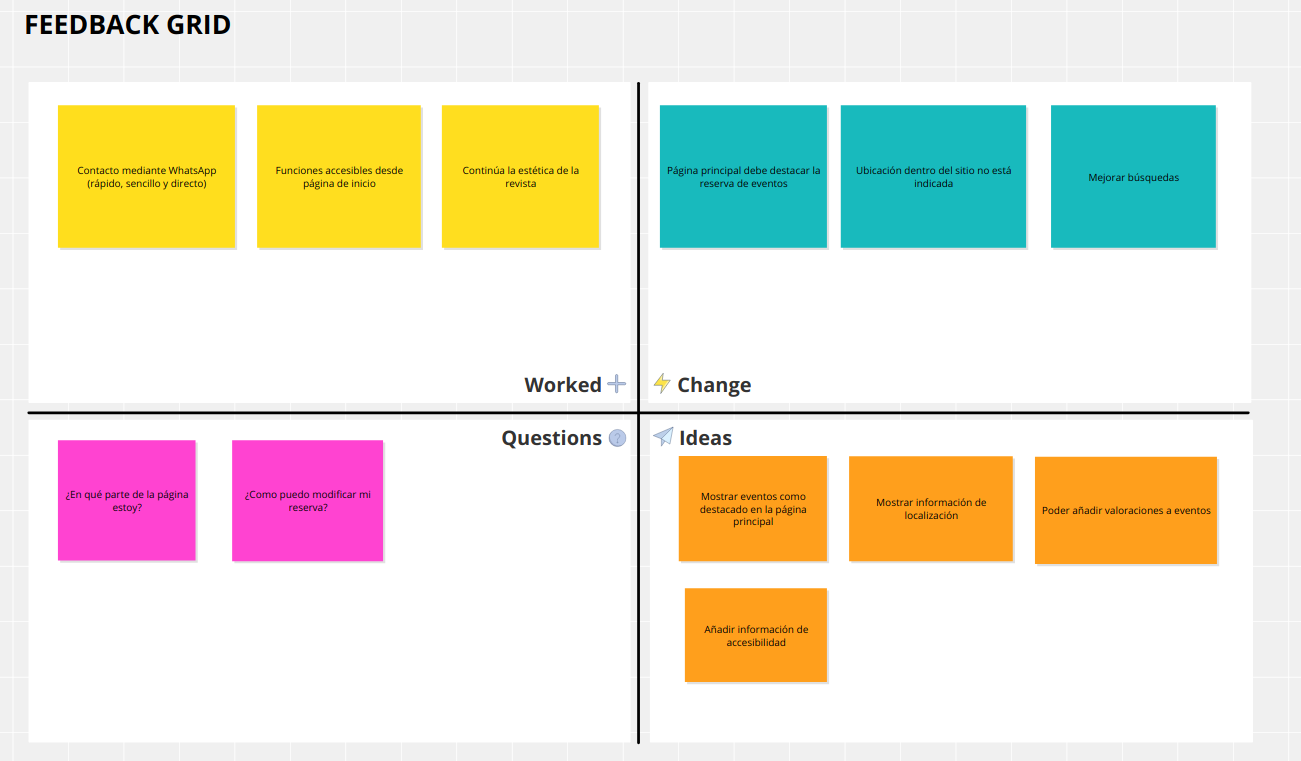 FEEDBACK GRID
Contacto mediante WhatsApp
(rápido, sencillo y directo)
Funciones accesibles desde
página de inicio
Continúa la estética de la
revista
Página principal debe destacar la
reserva de eventos
Ubicación dentro del sitio no está
indicada
Mejorar búsquedas
Worked
Change
Questions ?
Ideas
¿En qué parte de la página
estoy?
¿Como puedo modificar mi
reserva?
Mostrar eventos como
destacado en la página
principal
Mostrar información de
localización
Poder añadir valoraciones a eventos
Añadir información de
accesibilidad